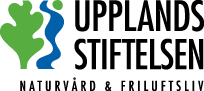 UPPLANDS
STIFTELSEN
NATURVÅRD & FRILUFTSLIV